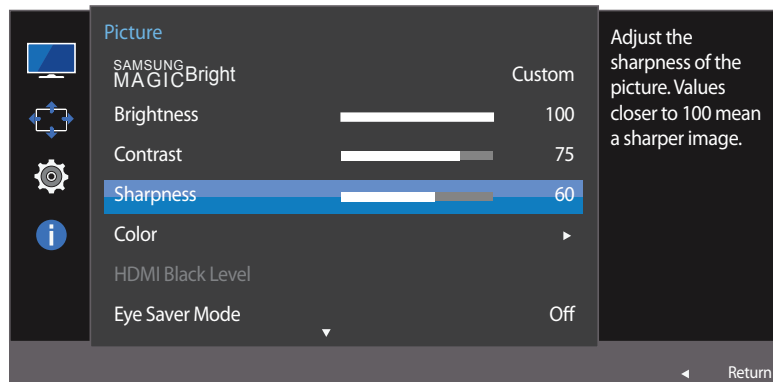 Picture
SAMSUNG
MAGICBright Custom
Brightness 100
Contrast 75
Sharpness 60
Color
HDMI Black Level
Eye Saver Mode Off
Adjust the
sharpness of the
picture. Values
closer to 100 mean
a sharper image.
Return